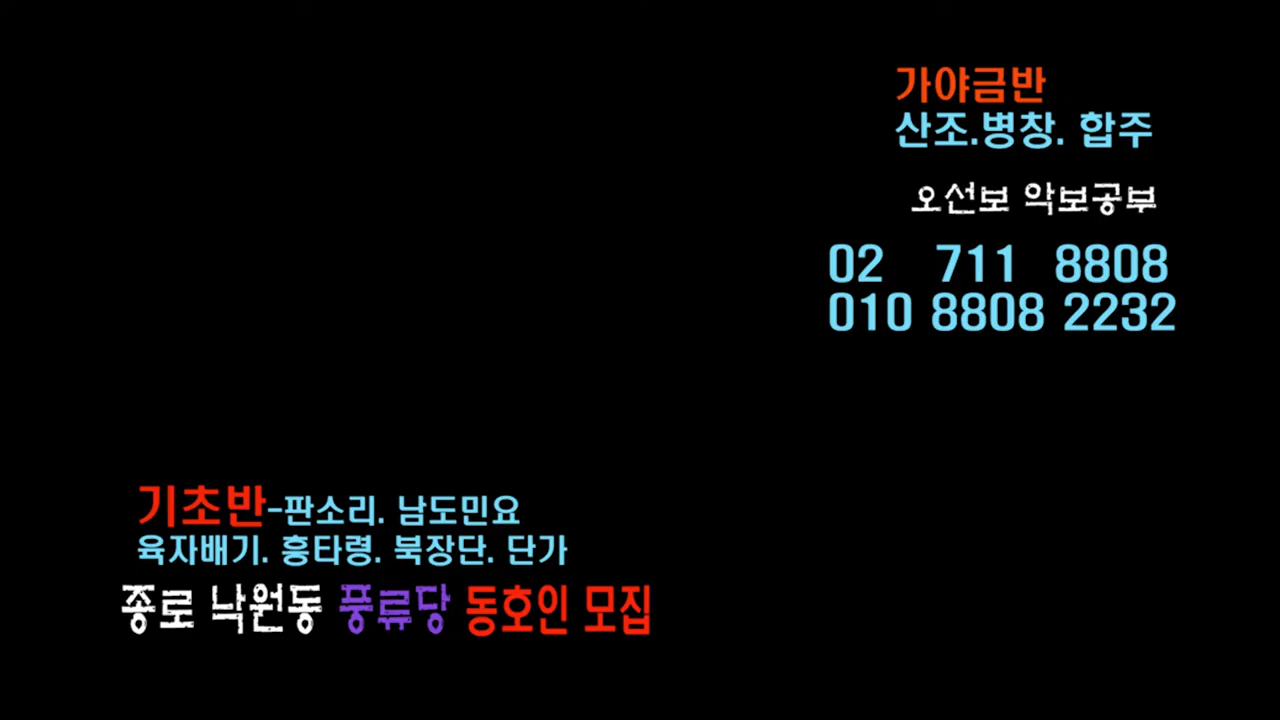 가야금반
산조.병창. 합주
오선보 악보공부
02 711 8808
010 8808 2232
기초반-판소리. 남도민요
육자배기. 흥타령. 북장단. 단가
종로 낙원동 풍류당 동호인 모집